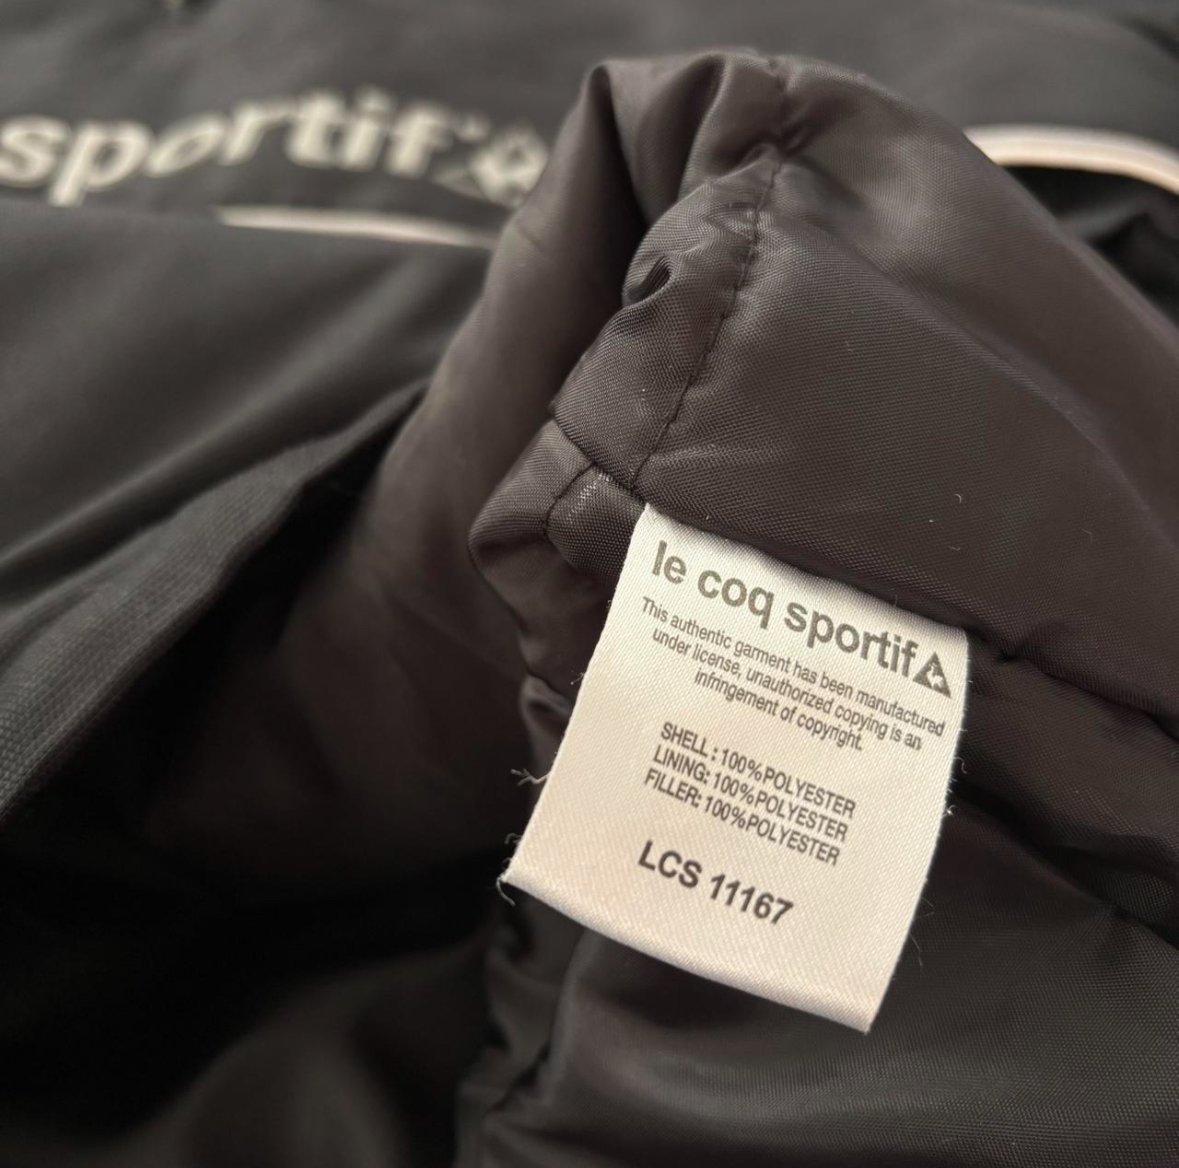 sportif
le coq sportif
This authentic garment has been manufactured
under license, unauthorized copying is an
infringement of copyright.
SHELL : 100%POLYESTER
LINING: 100%POLYESTER
FILLER: 100%POLYESTER
LCS 11167